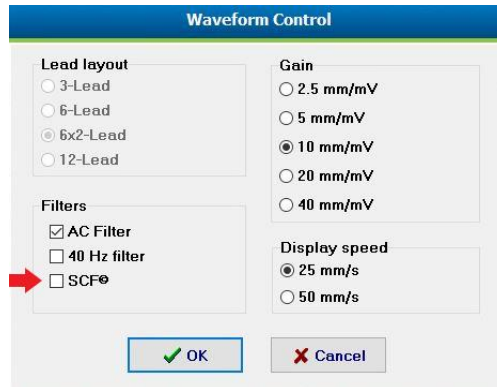 Waveform Control
Lead layout
3-Lead
6-Lead
6x2-Lead
12-Lead
Filters
AC Filter
40 Hz filter
SCF©
Gain
2.5 mm/mV
5 mm/mV
10 mm/mV
20 mm/mV
40 mm/mV
Display speed
25 mm/s
50 mm/s
OK
Cancel